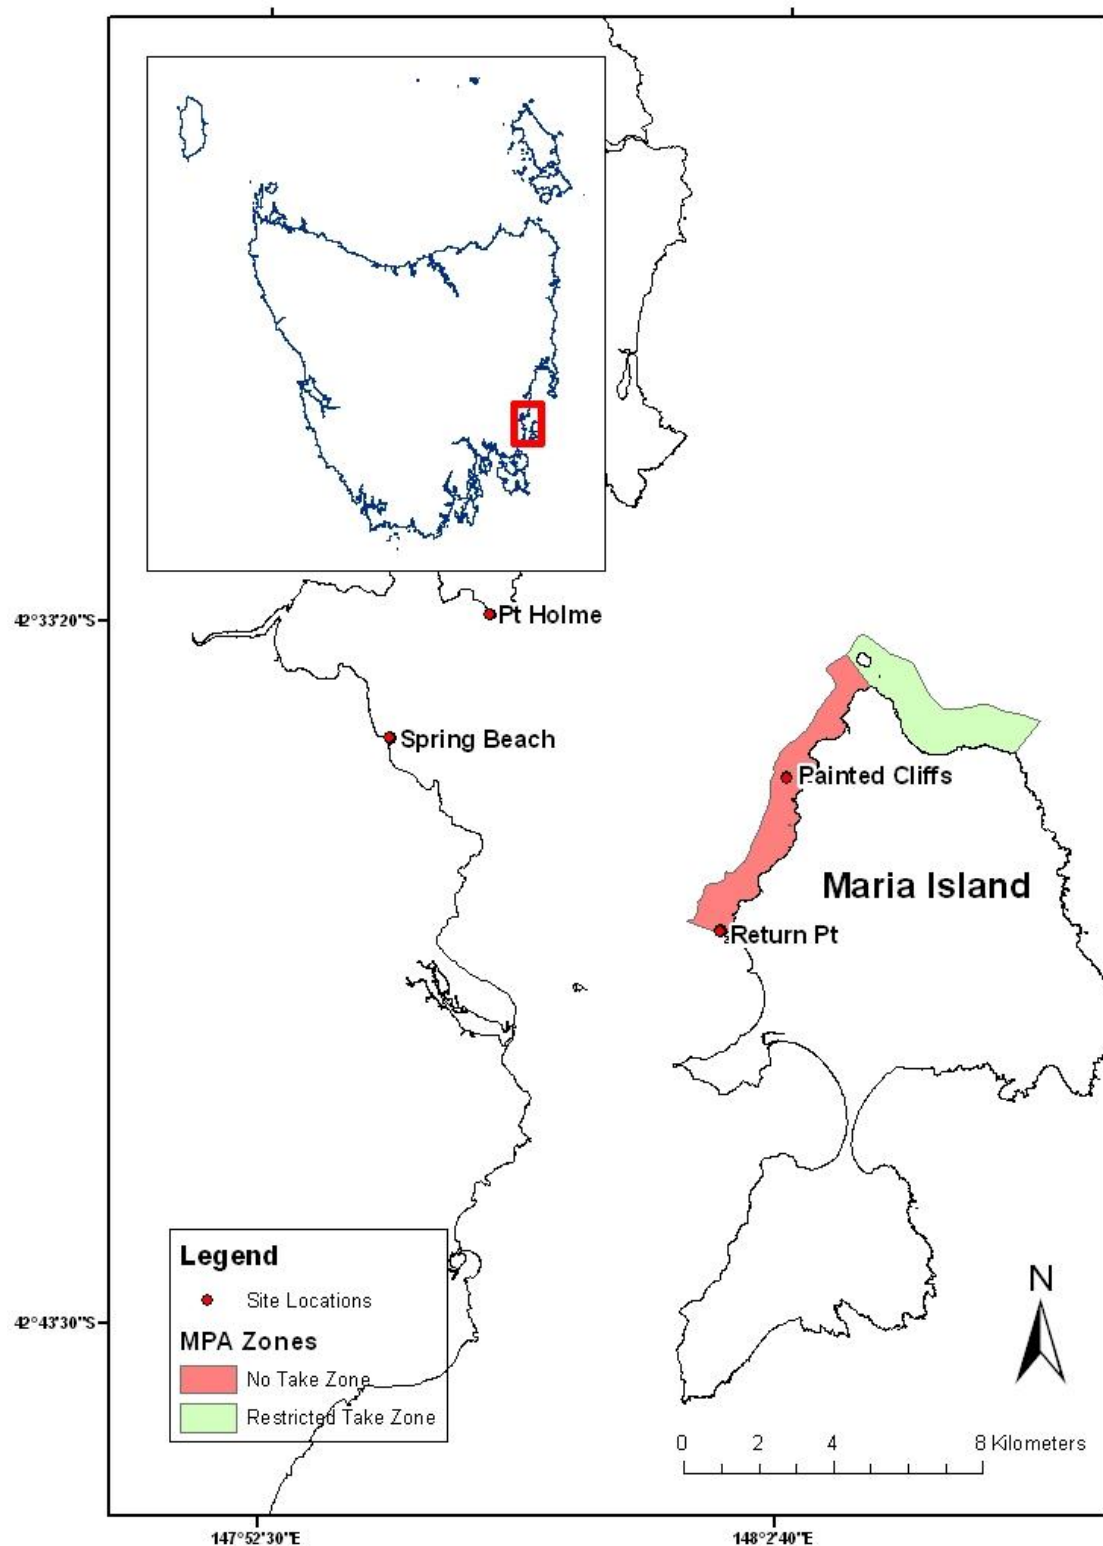 42°33'20"S
Pt Holme
Spring Beach
Painted Cliffs
Maria Island
Return Pt
Legend
Site Locations
MPA Zones
No Take Zone
Restricted Take Zone
42°43'30"S
N
0 2 4 8 Kilometers
147°52'30"E 148°2'40"E